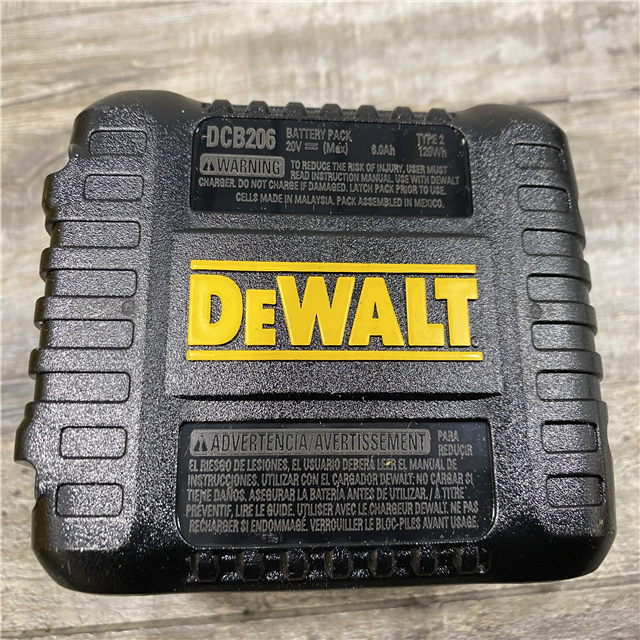 DCB206 BATTERY PACK TYPE 2
20V ⎓ (Max) 6.0Ah 120Wh
⚠WARNING TO REDUCE THE RISK OF INJURY, USER MUST
READ INSTRUCTION MANUAL. USE WITH DEWALT
CHARGER. DO NOT CHARGE IF DAMAGED. LATCH PACK PRIOR TO USE.
CELLS MADE IN MALAYSIA. PACK ASSEMBLED IN MEXICO.
DEWALT
⚠ADVERTENCIA/AVERTISSEMENT PARA
REDUCIR
EL RIESGO DE LESIONES, EL USUARIO DEBERÁ LEER EL MANUAL DE
INSTRUCCIONES. UTILIZAR CON EL CARGADOR DEWALT. NO CARGAR SI
TIENE DAÑOS. ASEGURAR LA BATERÍA ANTES DE UTILIZAR. / À TITRE
PRÉVENTIF, LIRE LE GUIDE. UTILISER AVEC LE CHARGEUR DEWALT. NE PAS
RECHARGER SI ENDOMMAGÉ. VERROUILLER LE BLOC-PILES AVANT USAGE.